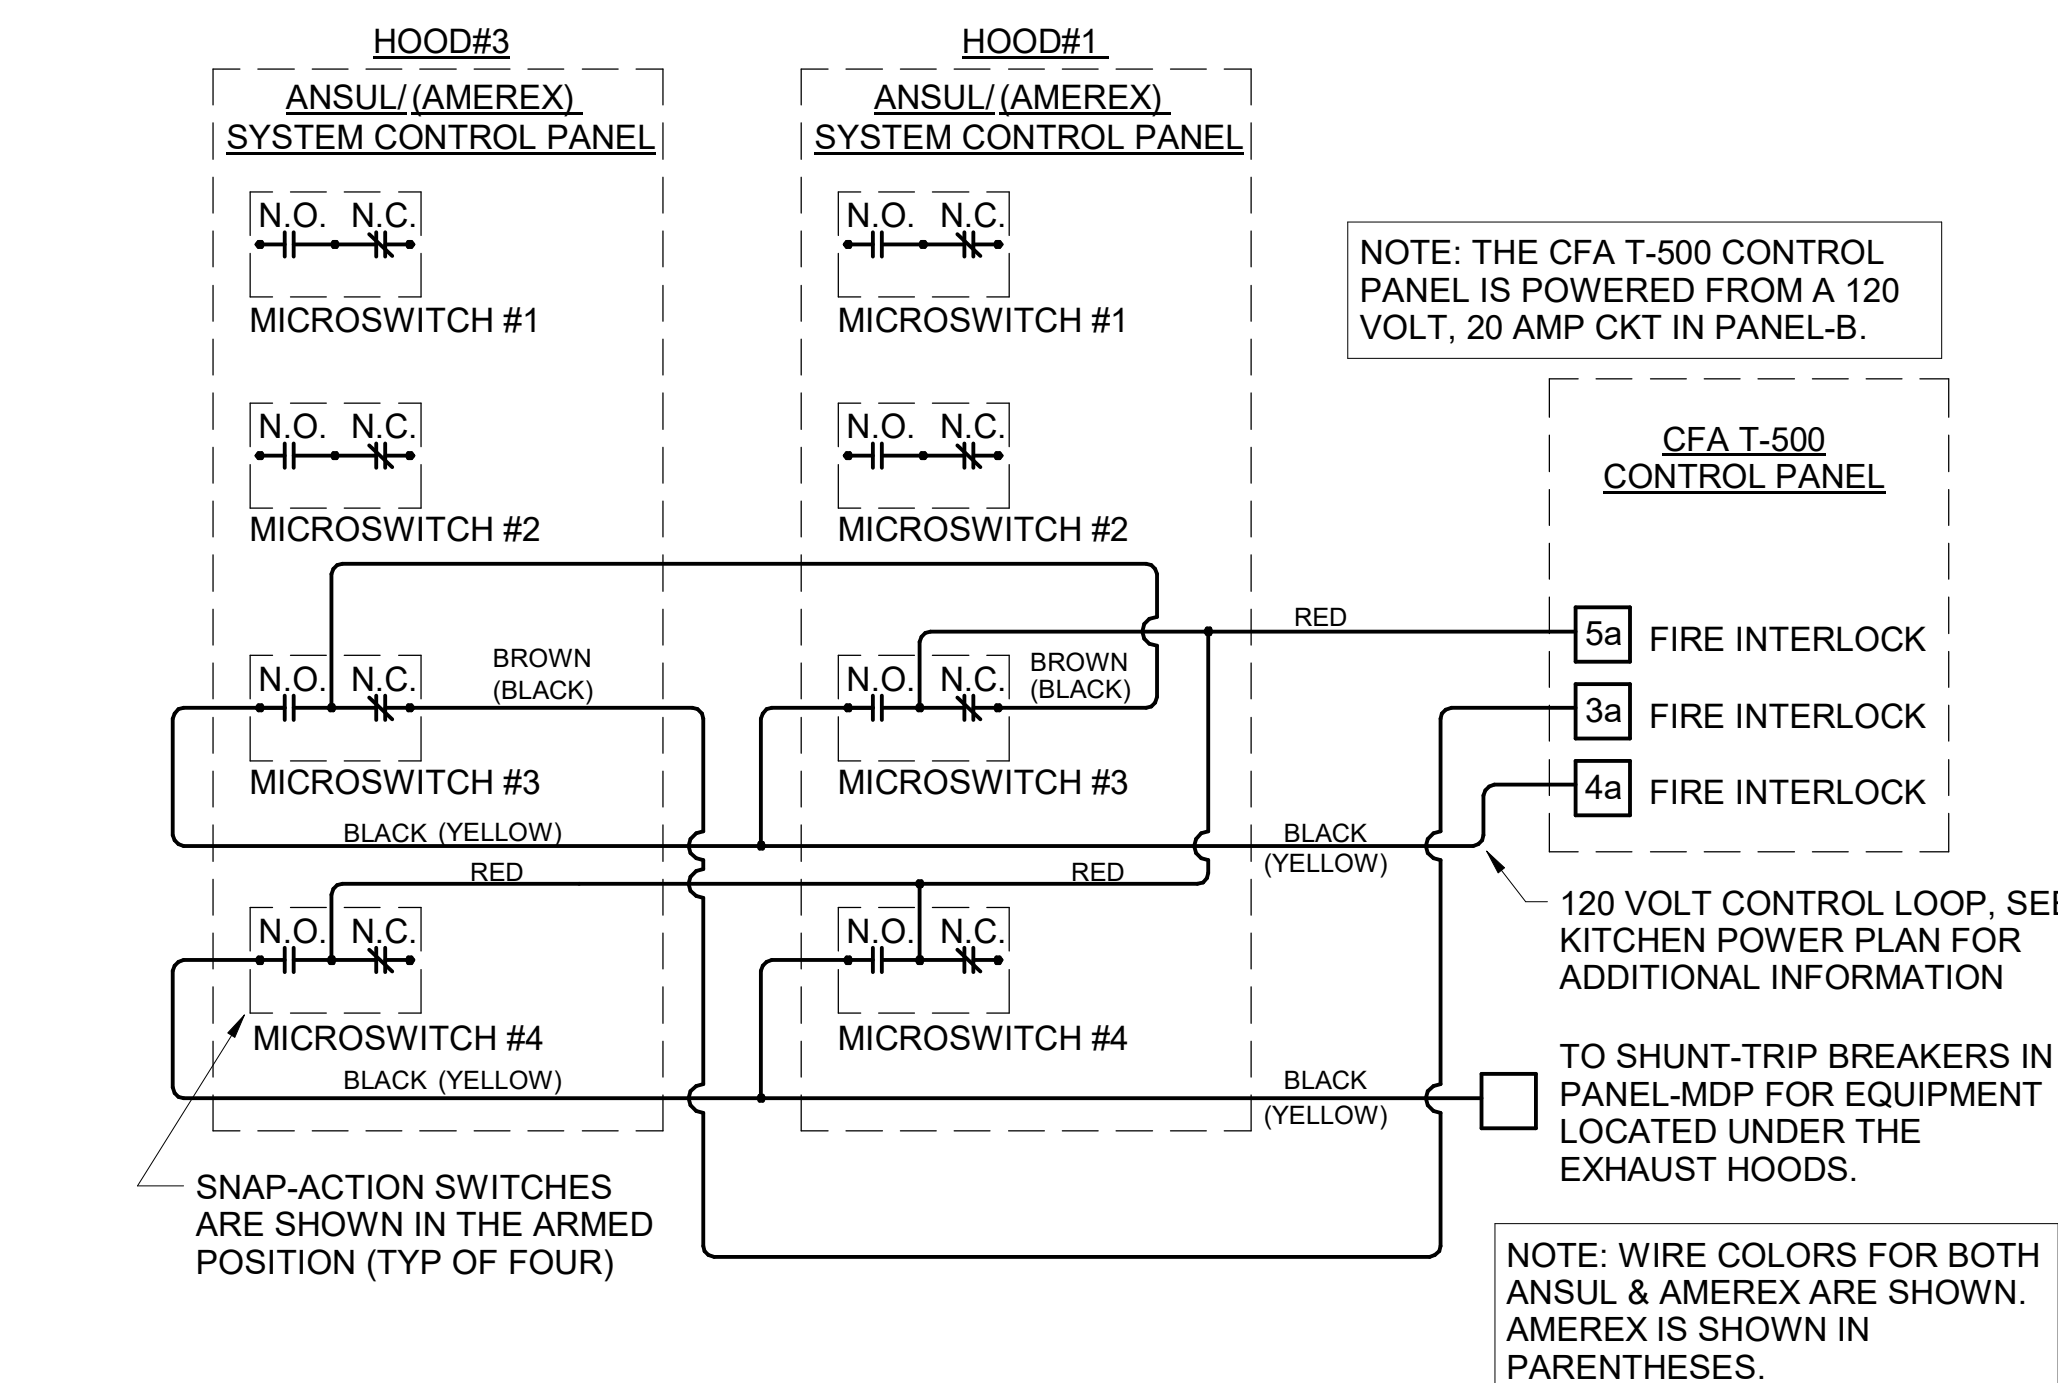 HOOD#3
ANSUL/(AMEREX)
SYSTEM CONTROL PANEL
N.O. N.C.
MICROSWITCH #1
N.O. N.C.
MICROSWITCH #2
N.O. N.C.
BROWN
(BLACK)
MICROSWITCH #3
BLACK (YELLOW)
RED
N.O. N.C.
MICROSWITCH #4
BLACK (YELLOW)
SNAP-ACTION SWITCHES
ARE SHOWN IN THE ARMED
POSITION (TYP OF FOUR)
HOOD#1
ANSUL/(AMEREX)
SYSTEM CONTROL PANEL
N.O. N.C.
MICROSWITCH #1
N.O. N.C.
MICROSWITCH #2
N.O. N.C.
BROWN
(BLACK)
MICROSWITCH #3
RED
N.O. N.C.
MICROSWITCH #4
RED
BLACK
(YELLOW)
BLACK
(YELLOW)
NOTE: THE CFA T-500 CONTROL
PANEL IS POWERED FROM A 120
VOLT, 20 AMP CKT IN PANEL-B.
CFA T-500
CONTROL PANEL
5a FIRE INTERLOCK
3a FIRE INTERLOCK
4a FIRE INTERLOCK
120 VOLT CONTROL LOOP, SEE
KITCHEN POWER PLAN FOR
ADDITIONAL INFORMATION
TO SHUNT-TRIP BREAKERS IN
PANEL-MDP FOR EQUIPMENT
LOCATED UNDER THE
EXHAUST HOODS.
NOTE: WIRE COLORS FOR BOTH
ANSUL & AMEREX ARE SHOWN.
AMEREX IS SHOWN IN
PARENTHESES.